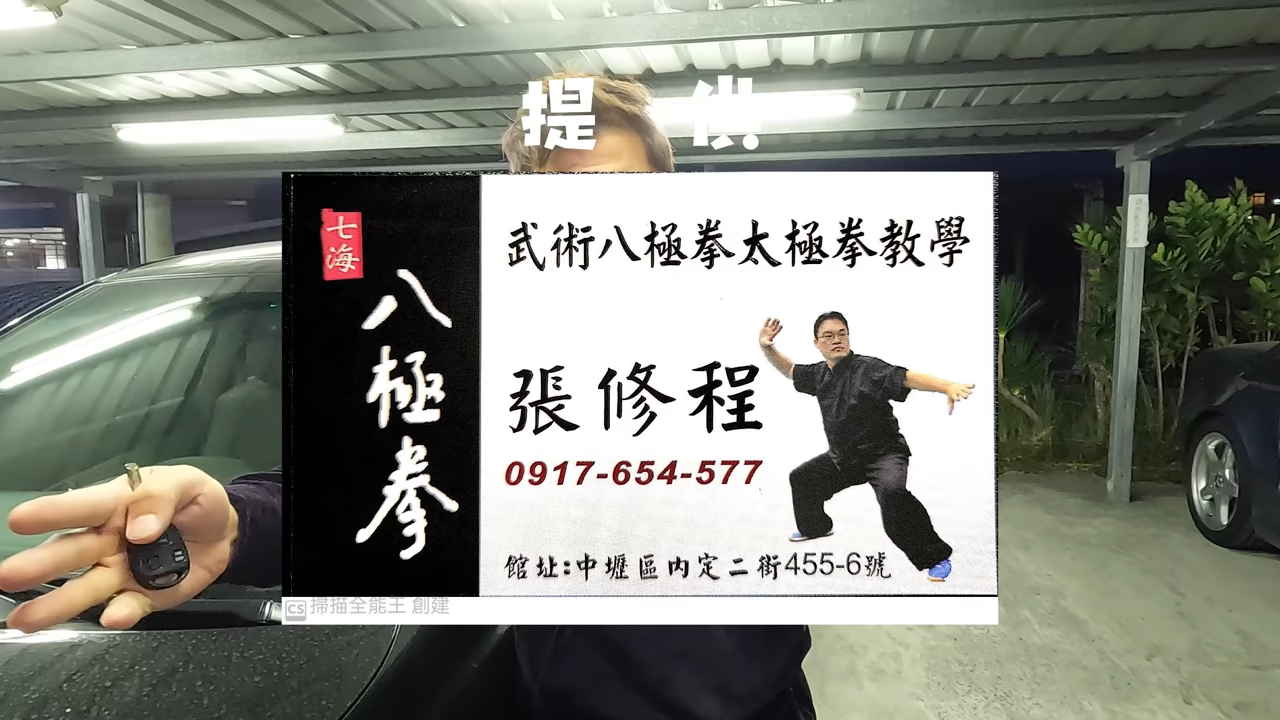 提 供
七海
八極拳
武術八極拳太極拳教學
張修程
0917-654-577
館址:中壢區內定二街455-6號
CS 掃描全能王 創建